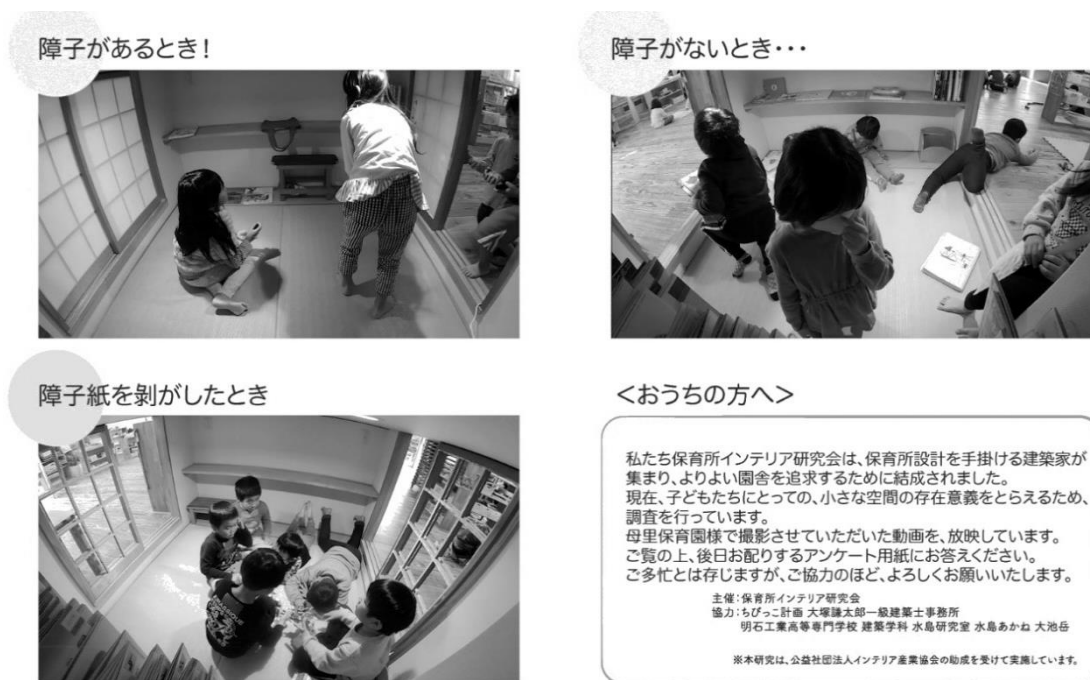 障子があるとき!
障子がないとき・・・
障子紙を剝がしたとき
<おうちの方へ>
私たち保育所インテリア研究会は、保育所設計を手掛ける建築家が
集まり、よりよい園舎を追求するために結成されました。
現在、子どもたちにとっての、小さな空間の存在意義をとらえるため、
調査を行っています。
母里保育園様で撮影させていただいた動画を、放映しています。
ご覧の上、後日お配りするアンケート用紙にお答えください。
ご多忙とは存じますが、ご協力のほど、よろしくお願いいたします。
主催:保育所インテリア研究会
協力:ちびっこ計画 大塚謙太郎一級建築士事務所
明石工業高等専門学校 建築学科 水島研究室 水島あかね 大池岳
※本研究は、公益社団法人インテリア産業協会の助成を受けて実施しています。